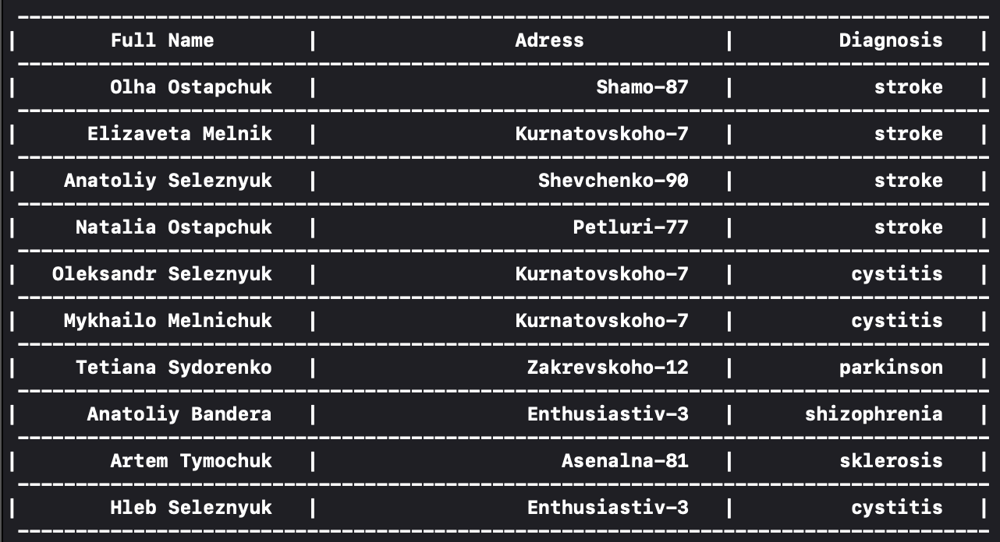 | Full Name | Adress | Diagnosis |
| Olha Ostapchuk | Shamo-87 | stroke |
| Elizaveta Melnik | Kurnatovskoho-7 | stroke |
| Anatoliy Seleznyuk | Shevchenko-90 | stroke |
| Natalia Ostapchuk | Petluri-77 | stroke |
| Oleksandr Seleznyuk | Kurnatovskoho-7 | cystitis |
| Mykhailo Melnichuk | Kurnatovskoho-7 | cystitis |
| Tetiana Sydorenko | Zakrevskoho-12 | parkinson |
| Anatoliy Bandera | Enthusiastiv-3 | shizophrenia |
| Artem Tymochuk | Asenalna-81 | sklerosis |
| Hleb Seleznyuk | Enthusiastiv-3 | cystitis |